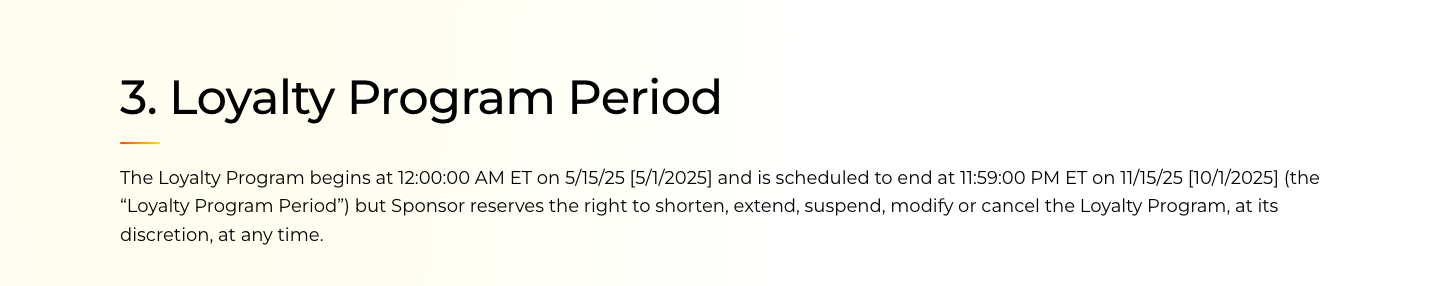 3. Loyalty Program Period
The Loyalty Program begins at 12:00:00 AM ET on 5/15/25 [5/1/2025] and is scheduled to end at 11:59:00 PM ET on 11/15/25 [10/1/2025] (the
“Loyalty Program Period”) but Sponsor reserves the right to shorten, extend, suspend, modify or cancel the Loyalty Program, at its
discretion, at any time.